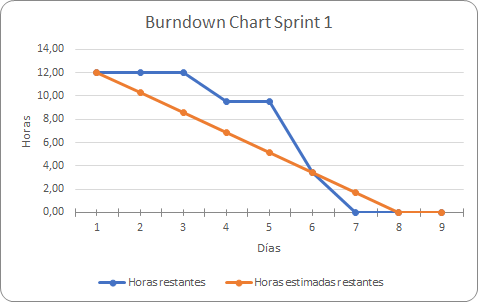 Burndown Chart Sprint 1
14,00
12,00
10,00
8,00
6,00
4,00
2,00
0,00
Horas
1 2 3 4 5 6 7 8 9
Días
Horas restantes Horas estimadas restantes